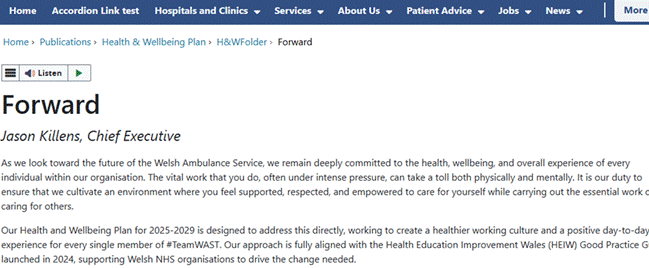 Home Accordion Link test Hospitals and Clinics Services About Us Patient Advice Jobs News More
Home › Publications › Health & Wellbeing Plan › H&WFolder › Forward
Listen
Forward
Jason Killens, Chief Executive
As we look toward the future of the Welsh Ambulance Service, we remain deeply committed to the health, wellbeing, and overall experience of every
individual within our organisation. The vital work that you do, often under intense pressure, can take a toll both physically and mentally. It is our duty to
ensure that we cultivate an environment where you feel supported, respected, and empowered to care for yourself while carrying out the essential work
caring for others.
Our Health and Wellbeing Plan for 2025-2029 is designed to address this directly, working to create a healthier working culture and a positive day-to-day
experience for every single member of #TeamWAST. Our approach is fully aligned with the Health Education Improvement Wales (HEIW) Good Practice
launched in 2024, supporting Welsh NHS organisations to drive the change needed.